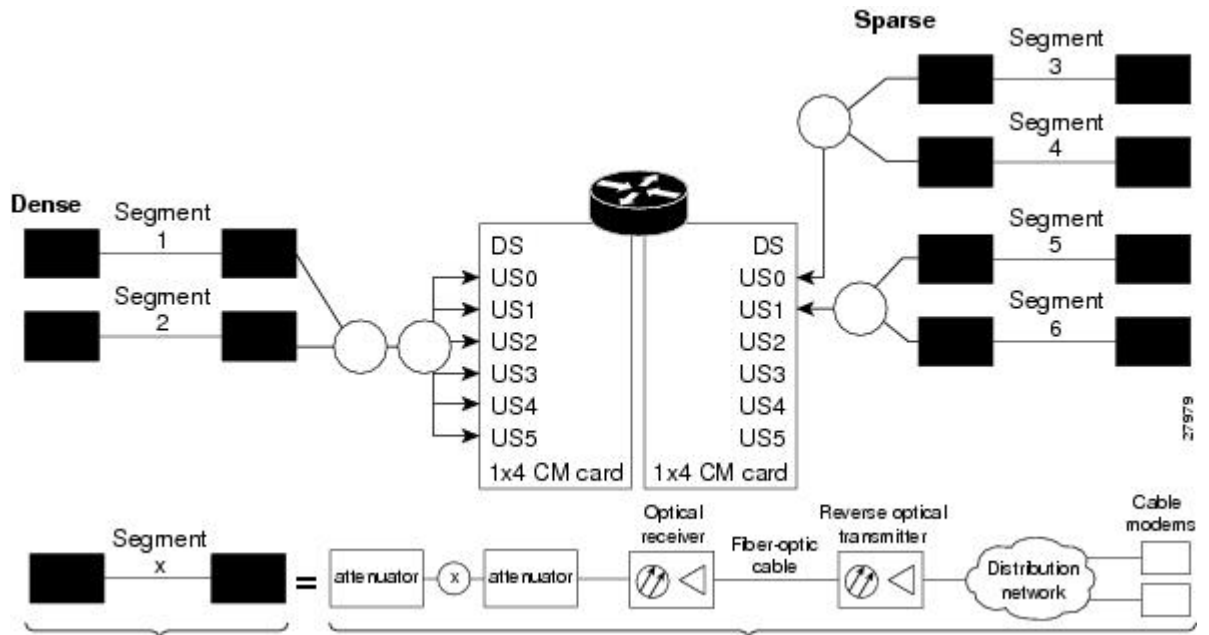 Sparse
Segment
3
Segment
4
Dense
Segment
1
Segment
2
Segment
5
Segment
6
DS
US0
US1
US2
US3
US4
US5
1x4 CM card
DS
US0
US1
US2
US3
US4
US5
1x4 CM card
27979
Segment
x
=
attenuator
x
attenuator
Optical
receiver
Fiber-optic
cable
Reverse optical
transmitter
Distribution
network
Cable
modems